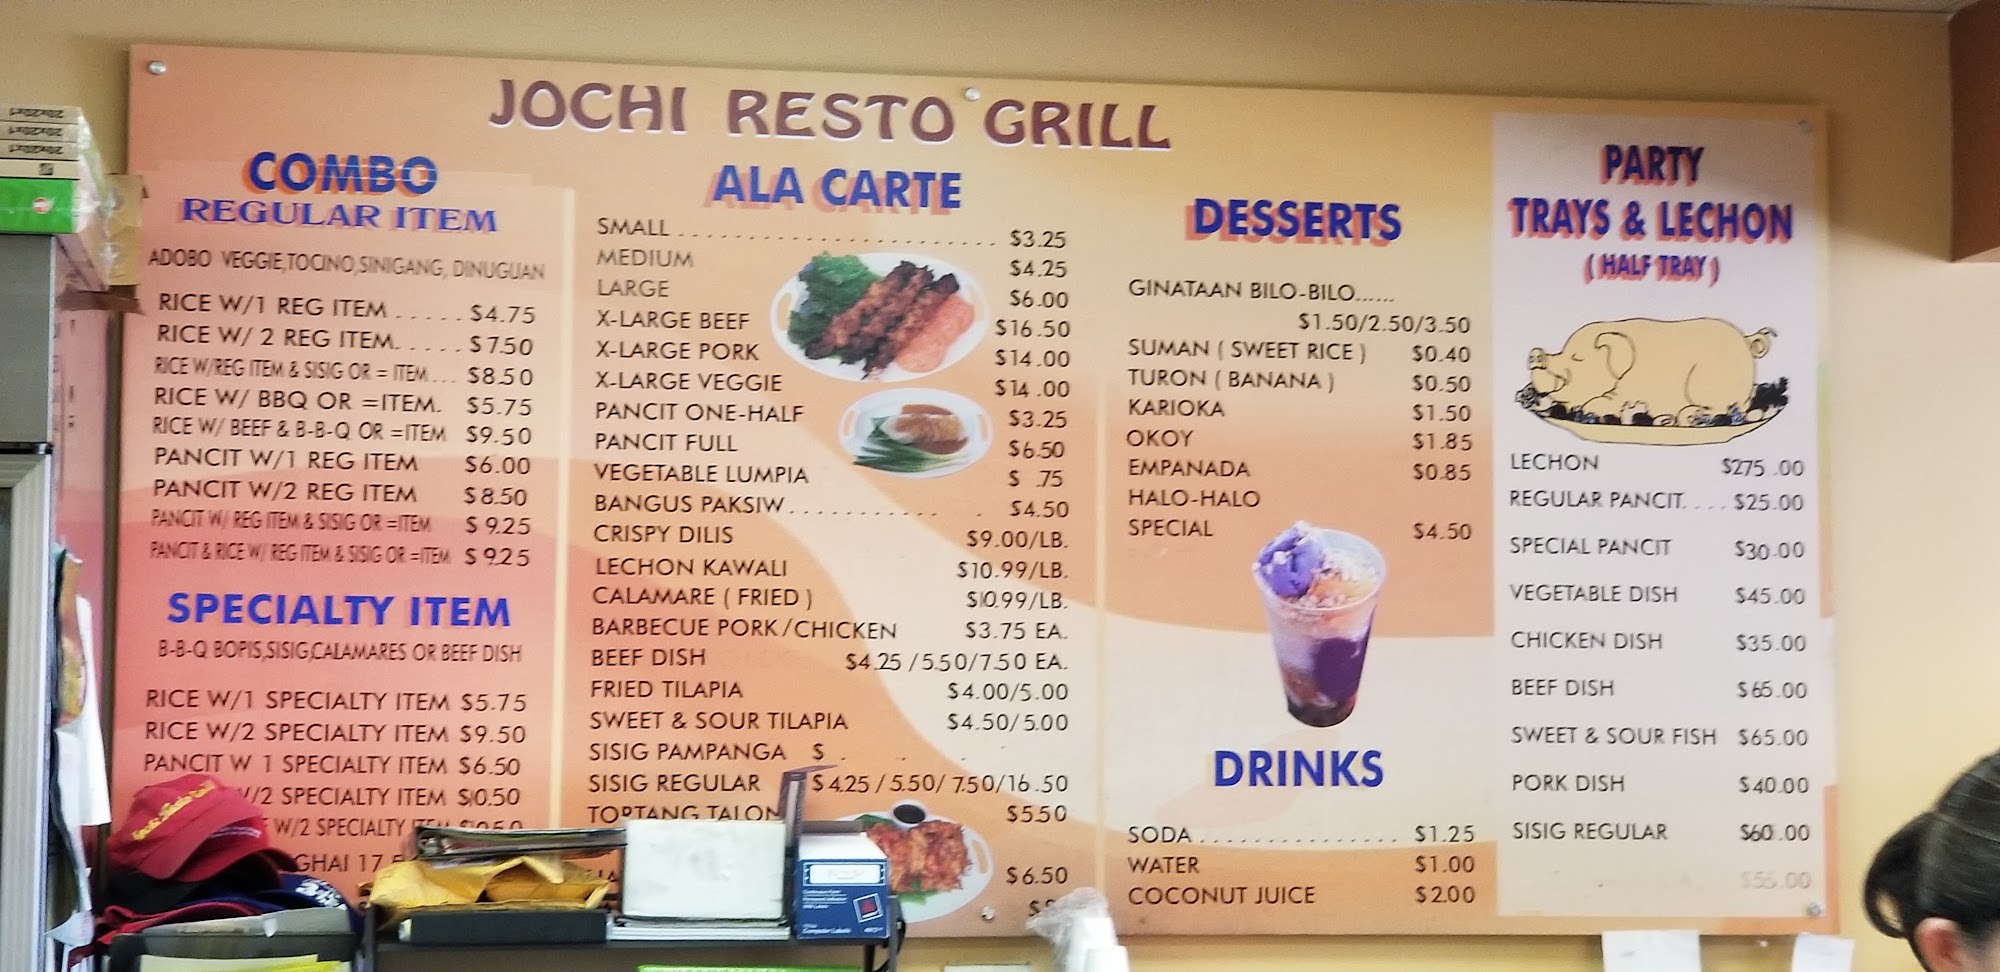 JOCHI RESTO GRILL
COMBO
REGULAR ITEM
ADOBO VEGGIE,TOCINO,SINIGANG, DINUGUAN
RICE W/1 REG ITEM . . . . . $4.75
RICE W/ 2 REG ITEM. . . . . $7.50
RICE W/REG ITEM & SISIG OR = ITEM... $8.50
RICE W/ BBQ OR =ITEM. $5.75
RICE W/ BEEF & B-B-Q OR =ITEM $9.50
PANCIT W/1 REG ITEM $6.00
PANCIT W/2 REG ITEM $8.50
PANCIT W/ REG ITEM & SISIG OR =ITEM $9.25
PANCIT & RICE W/ REG ITEM & SISIG OR =ITEM $9.25
SPECIALTY ITEM
B-B-Q BOPIS,SISIG,CALAMARES OR BEEF DISH
RICE W/1 SPECIALTY ITEM $5.75
RICE W/2 SPECIALTY ITEM $9.50
PANCIT W 1 SPECIALTY ITEM $6.50
/2 SPECIALTY ITEM $10.50
W/2 SPECIALTY ITEM $10.50
ALA CARTE
SMALL . . . . . . . . . . . . . . . . . . . . . . . $3.25
MEDIUM $4.25
LARGE $6.00
X-LARGE BEEF $16.50
X-LARGE PORK $14.00
X-LARGE VEGGIE $14.00
PANCIT ONE-HALF $3.25
PANCIT FULL $6.50
VEGETABLE LUMPIA $ .75
BANGUS PAKSIW . . . . . . . . . . . $4.50
CRISPY DILIS $9.00/LB.
LECHON KAWALI $10.99/LB.
CALAMARE ( FRIED ) $10.99/LB.
BARBECUE PORK/CHICKEN $3.75 EA.
BEEF DISH $4.25 /5.50/7.50 EA.
FRIED TILAPIA $4.00/5.00
SWEET & SOUR TILAPIA $4.50/5.00
SISIG PAMPANGA $
SISIG REGULAR $4.25 / 5.50/ 7.50/16.50
TORTANG TALON $5.50
$6.50
DESSERTS
GINATAAN BILO-BILO......
$1.50/2.50/3.50
SUMAN ( SWEET RICE ) $0.40
TURON ( BANANA ) $0.50
KARIOKA $1.50
OKOY $1.85
EMPANADA $0.85
HALO-HALO
SPECIAL $4.50
DRINKS
SODA . . . . . . . . . . . . . . . $1.25
WATER $1.00
COCONUT JUICE $2.00
PARTY
TRAYS & LECHON
( HALF TRAY )
LECHON $275 .00
REGULAR PANCIT. . . . $25.00
SPECIAL PANCIT $30.00
VEGETABLE DISH $45.00
CHICKEN DISH $35.00
BEEF DISH $65.00
SWEET & SOUR FISH $65.00
PORK DISH $40.00
SISIG REGULAR $60.00
$55.00
20x20x1
20x20x1
20x20x1